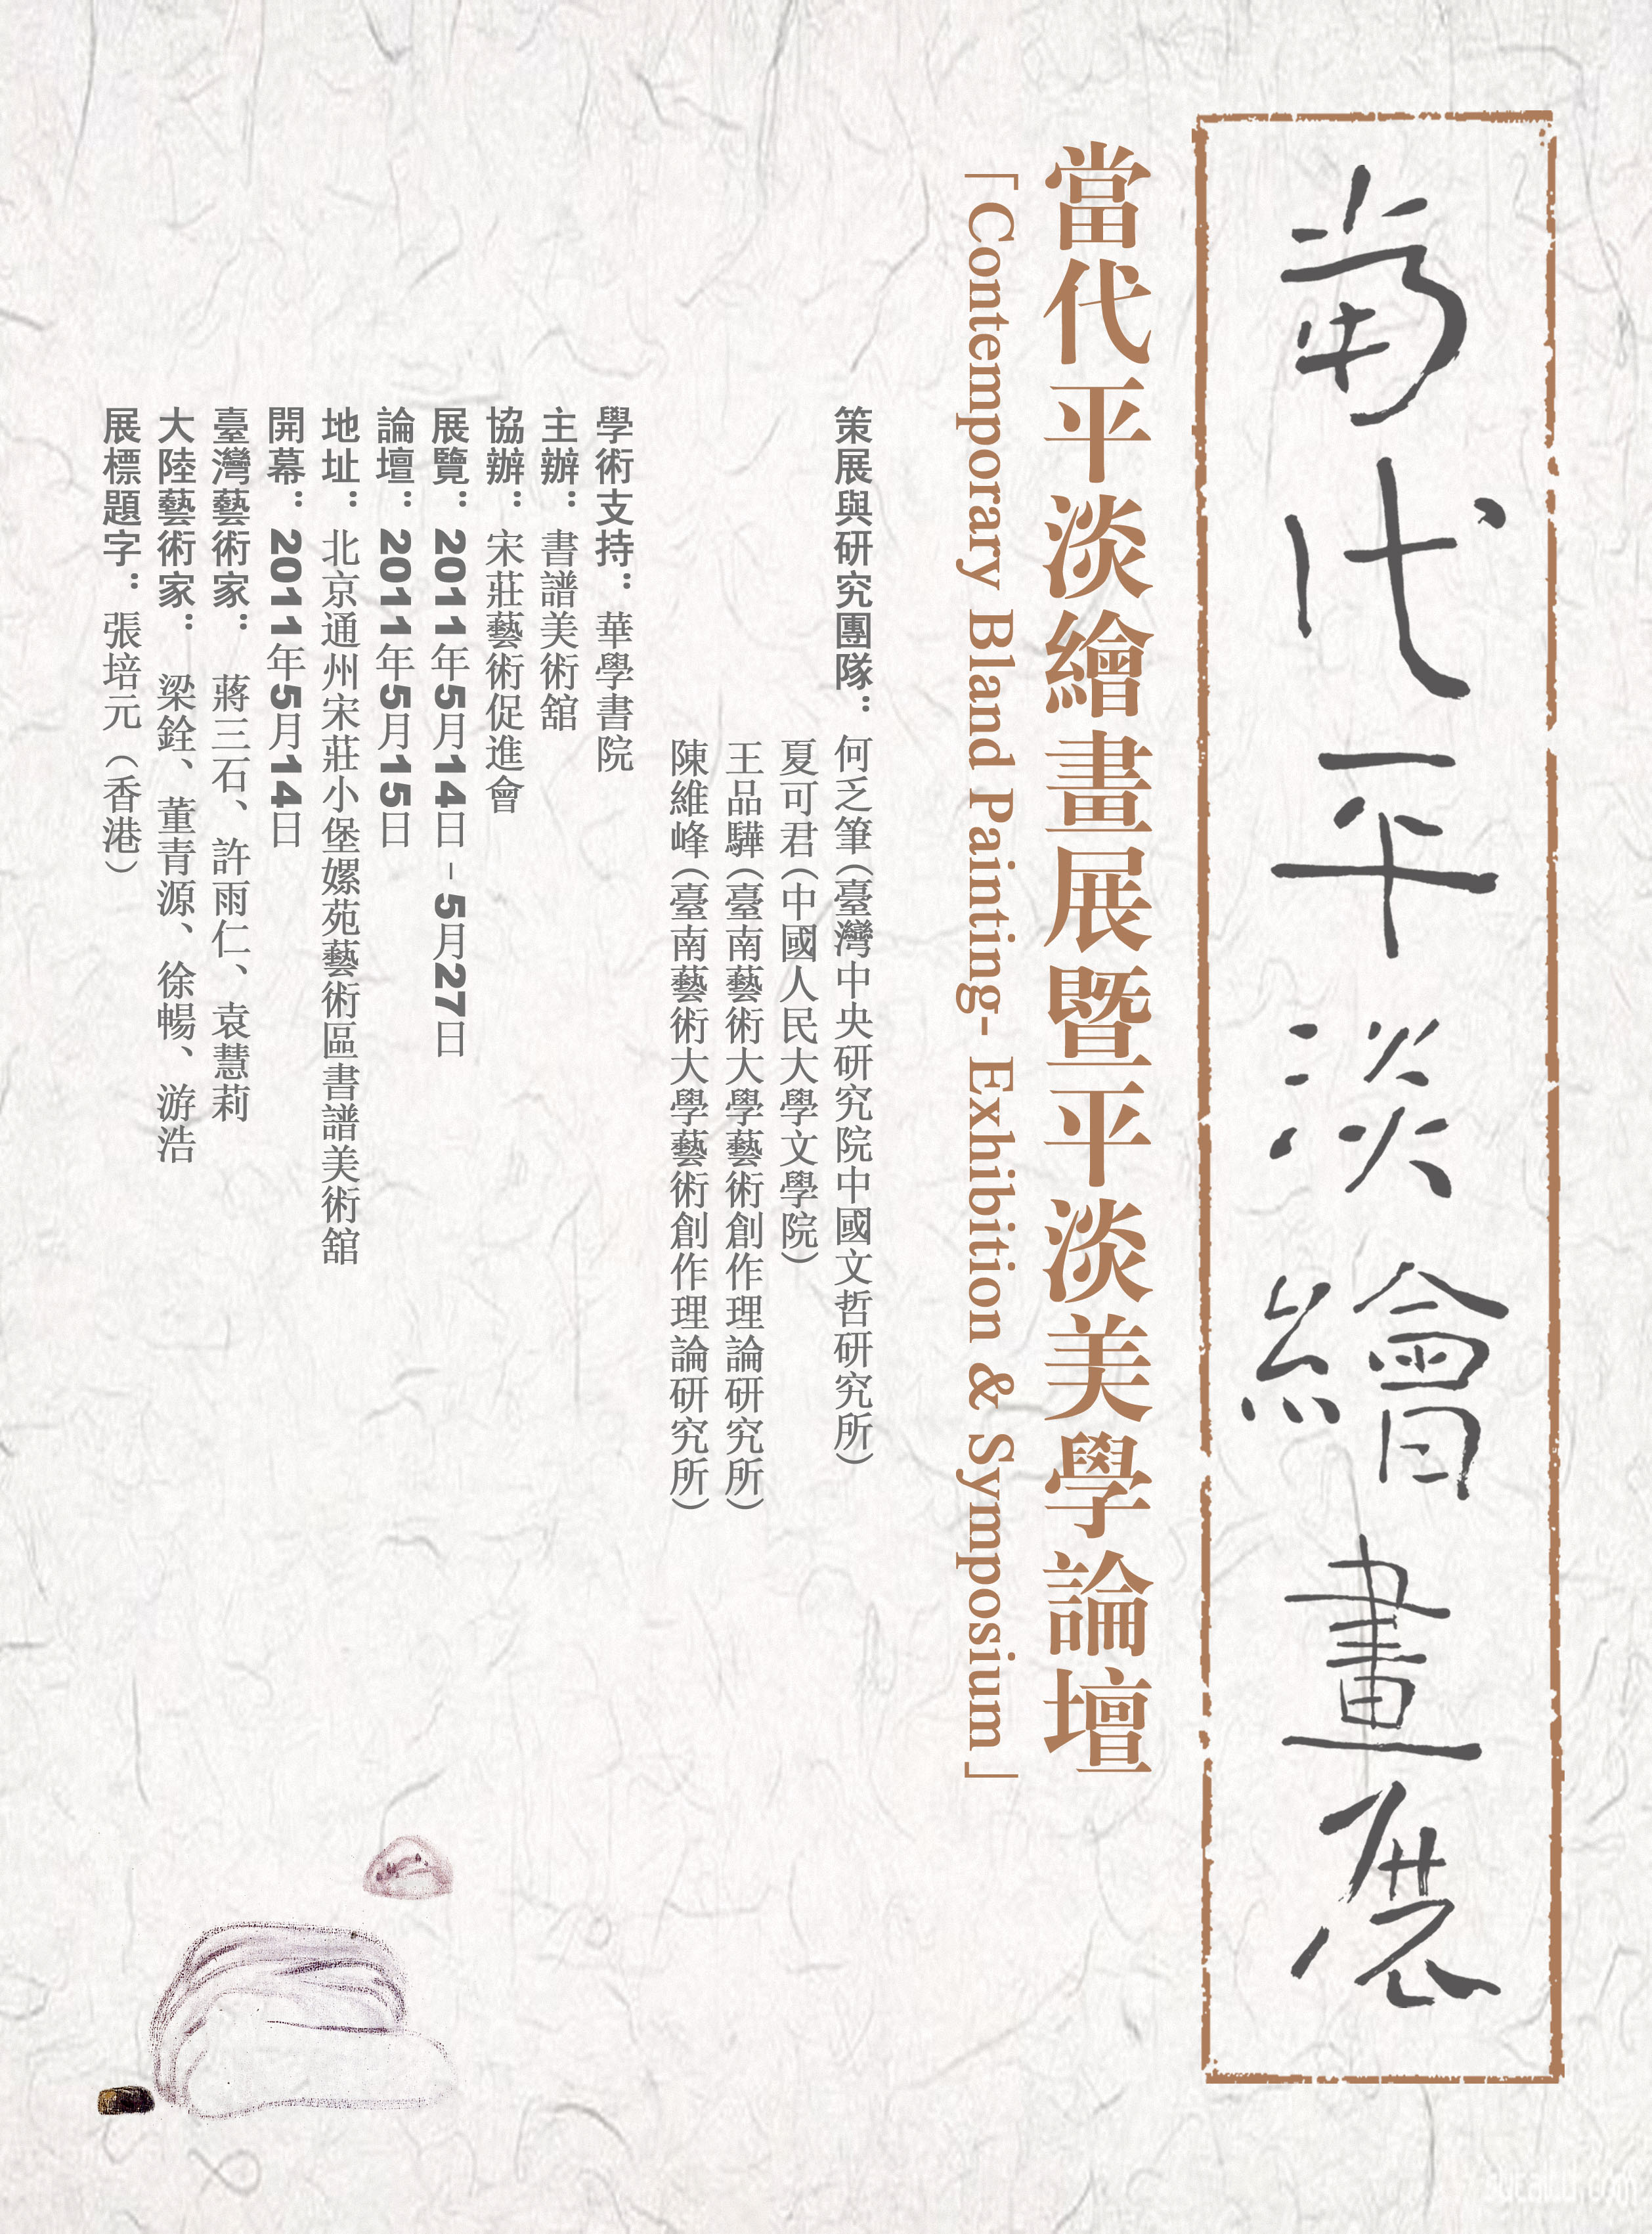 當代平淡繪畫展
當代平淡繪畫展暨平淡美學論壇
「Contemporary Bland Painting- Exhibition & Symposium」
策展與研究團隊：何乏筆（臺灣中央研究院中國文哲研究所）
夏可君（中國人民大學文學院）
王品驊（臺南藝術大學藝術創作理論研究所）
陳維峰（臺南藝術大學藝術創作理論研究所）
學術支持：華學書院
主辦：書譜美術舘
協辦：宋莊藝術促進會
展覽：2011年5月14日 – 5月27日
論壇：2011年5月15日
地址：北京通州宋莊小堡嫘苑藝術區書譜美術舘
開幕：2011年5月14日
臺灣藝術家： 蔣三石、許雨仁、袁慧莉
大陸藝術家： 梁銓、董青源、徐暢、游浩
展標題字：張培元（香港）